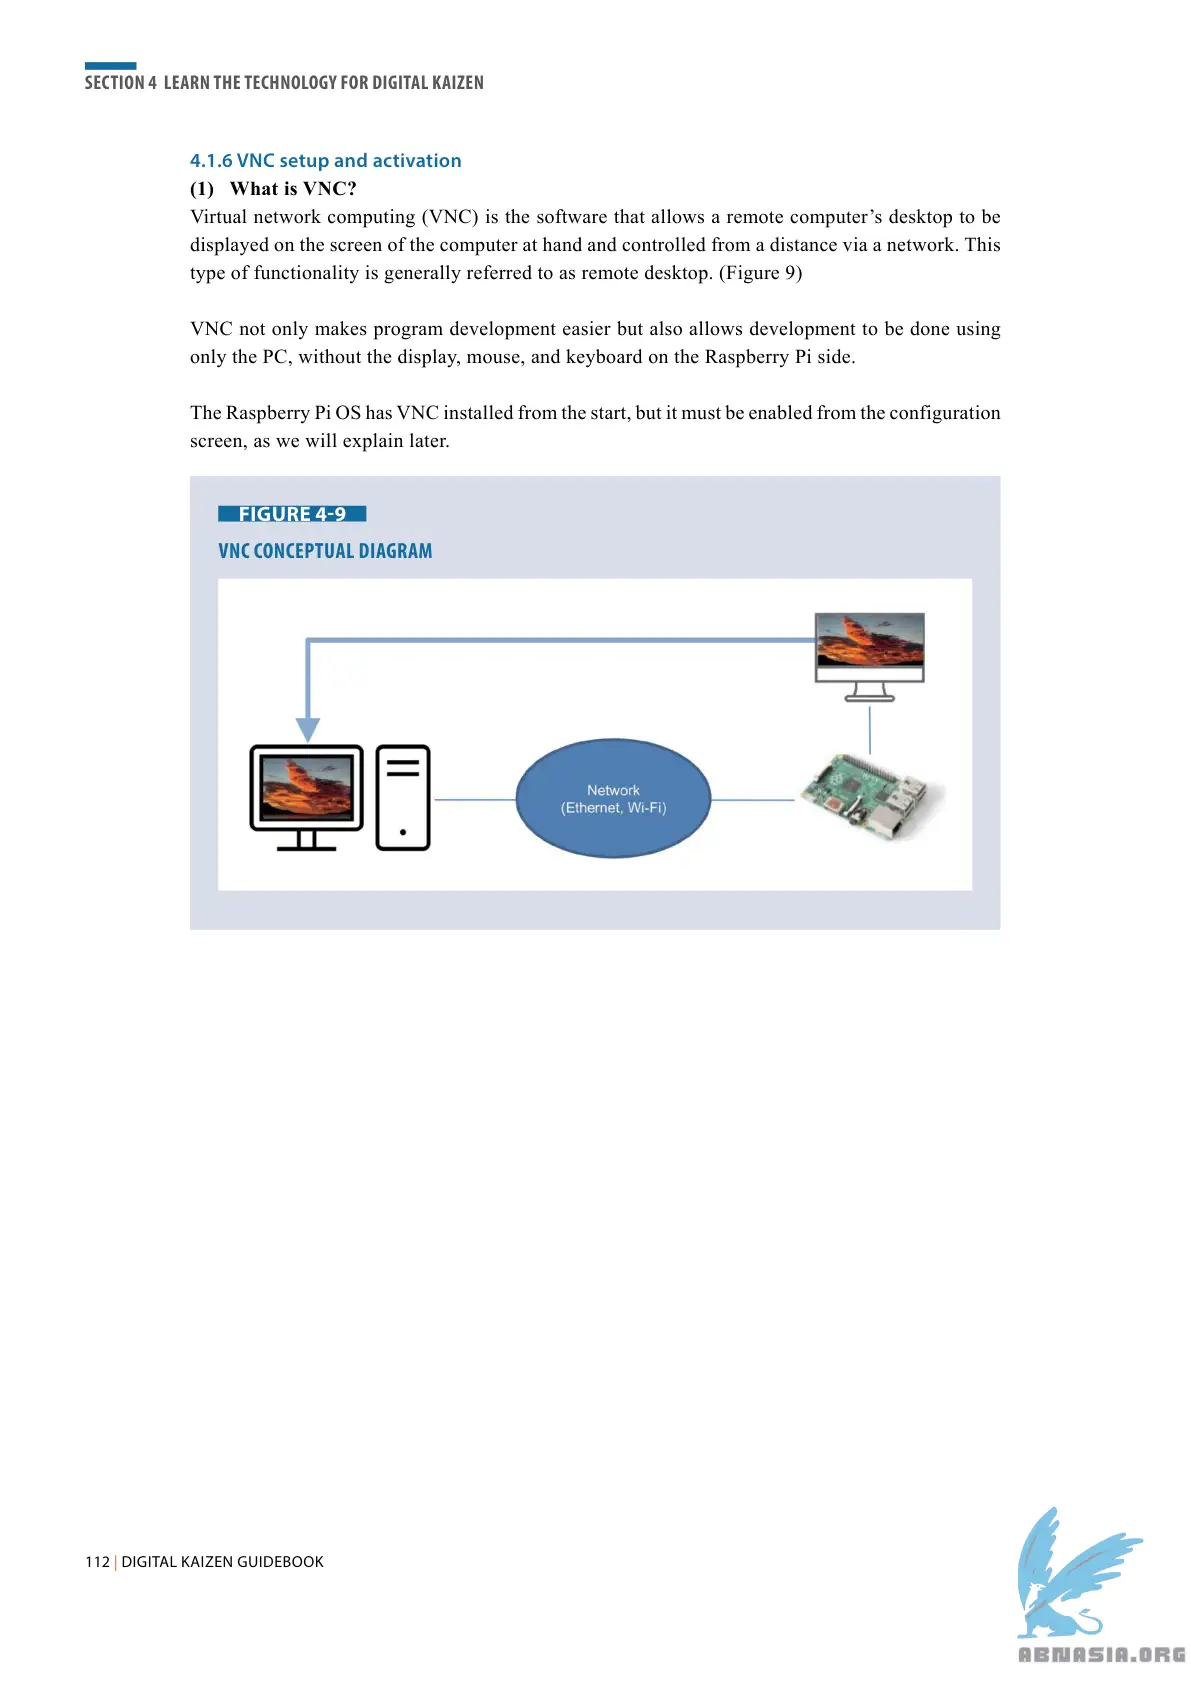 SECTION 4 LEARN THE TECHNOLOGY FOR DIGITAL KAIZEN
4.1.6 VNC setup and activation
(1) What is VNC?
Virtual network computing (VNC) is the software that allows a remote computer’s desktop to be
displayed on the screen of the computer at hand and controlled from a distance via a network. This
type of functionality is generally referred to as remote desktop. (Figure 9)
VNC not only makes program development easier but also allows development to be done using
only the PC, without the display, mouse, and keyboard on the Raspberry Pi side.
The Raspberry Pi OS has VNC installed from the start, but it must be enabled from the configuration
screen, as we will explain later.
FIGURE 4-9
VNC CONCEPTUAL DIAGRAM
Network
(Ethernet, Wi-Fi)
112 | DIGITAL KAIZEN GUIDEBOOK
ABNASIA.ORG